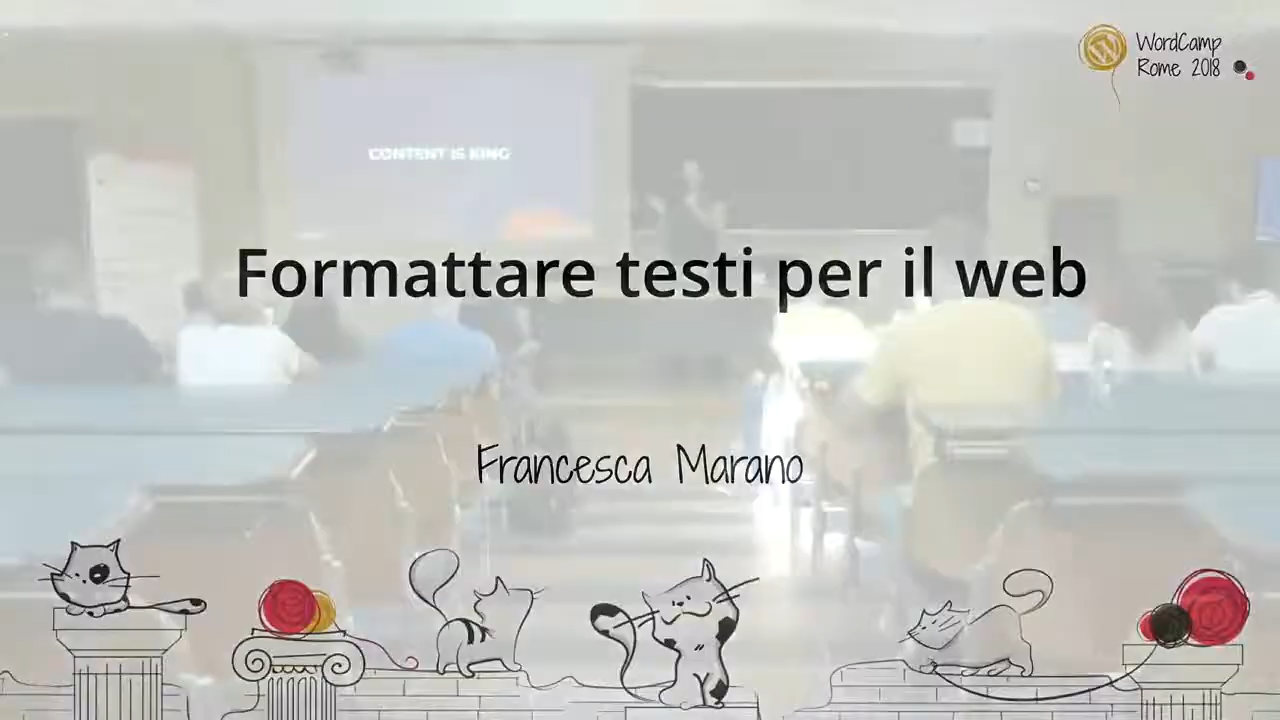 WordCamp
Rome 2018
CONTENT IS KING
Formattare testi per il web
Francesca Marano